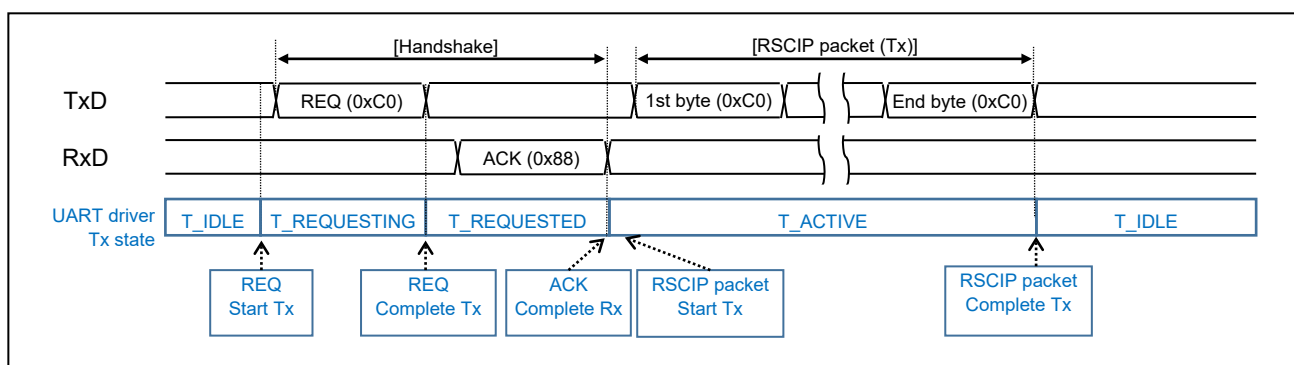 [Handshake] [RSCIP packet (Tx)]
TxD REQ (0xC0) 1st byte (0xC0) End byte (0xC0)
RxD ACK (0x88)
UART driver
Tx state
T_IDLE T_REQUESTING T_REQUESTED T_ACTIVE T_IDLE
REQ
Start Tx
REQ
Complete Tx
ACK
Complete Rx
RSCIP packet
Start Tx
RSCIP packet
Complete Tx